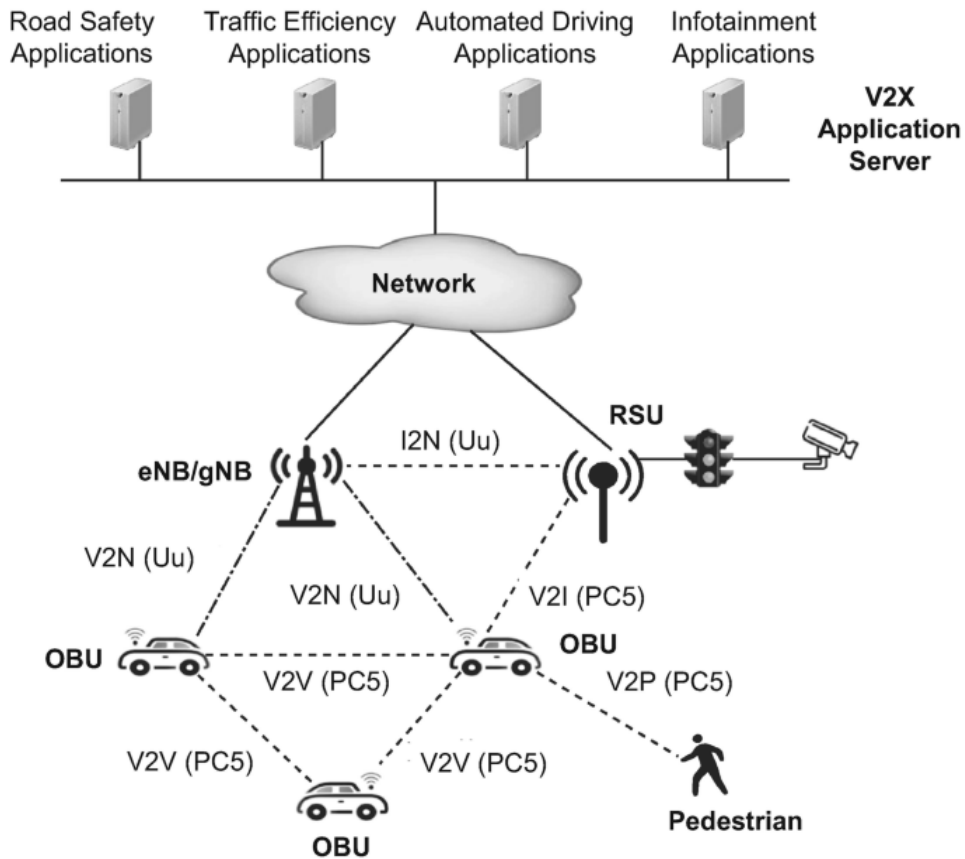 Road Safety
Applications
Traffic Efficiency
Applications
Automated Driving
Applications
Infotainment
Applications
V2X
Application
Server
Network
RSU
I2N (Uu)
eNB/gNB
V2N (Uu)
V2N (Uu)
V2I (PC5)
OBU
OBU
V2V (PC5)
V2P (PC5)
V2V (PC5)
V2V (PC5)
Pedestrian
OBU